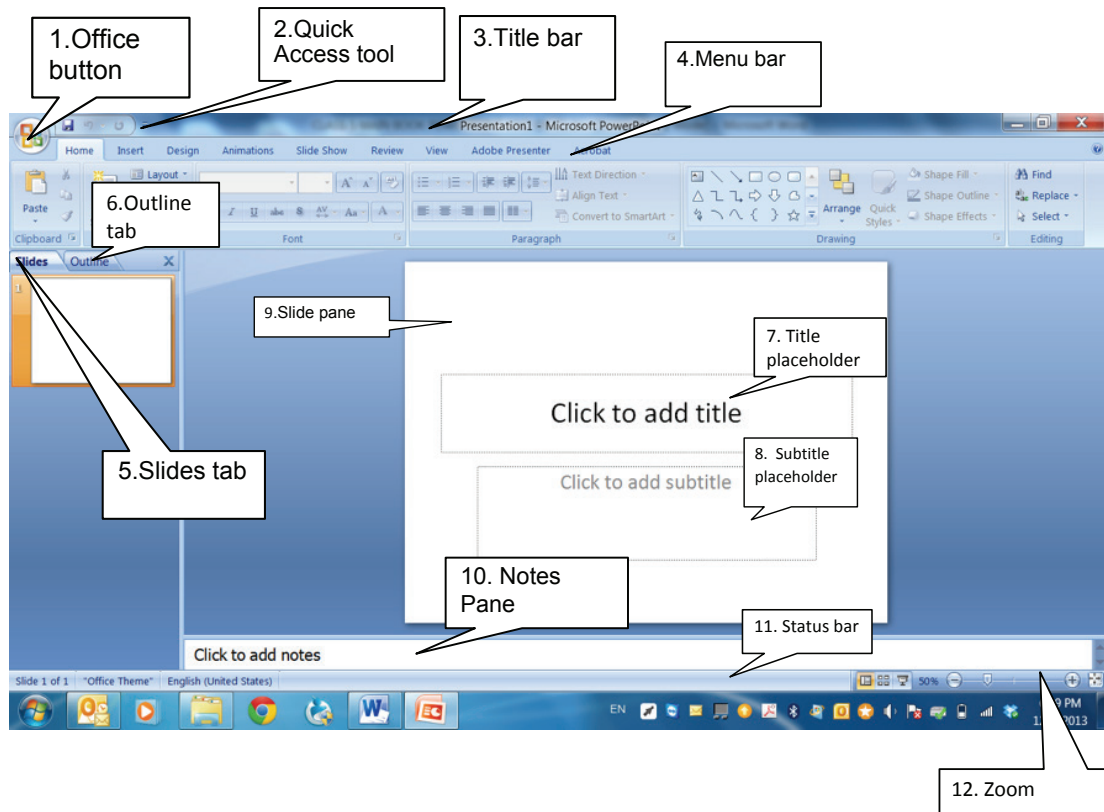 1.Office
button
2.Quick
Access tool
3.Title bar
4.Menu bar
Presentation1 - Microsoft
Home Insert Design Animations Slide Show Review View Adobe Presenter
Layout
Text Direction
Shape Fill
Find
Paste
Align Text
Arrange
Quick
Styles
Shape Outline
Replace
Convert to SmartArt
Shape Effects
Select
Clipboard Font Paragraph Drawing Editing
6.Outline
tab
Slides Outline X
1
9.Slide pane
7. Title
placeholder
Click to add title
5.Slides tab
8. Subtitle
placeholder
Click to add subtitle
10. Notes
Pane
11. Status bar
Click to add notes
Slide 1 of 1 "Office Theme" English (United States) 50%
EN
PM
2013
12. Zoom